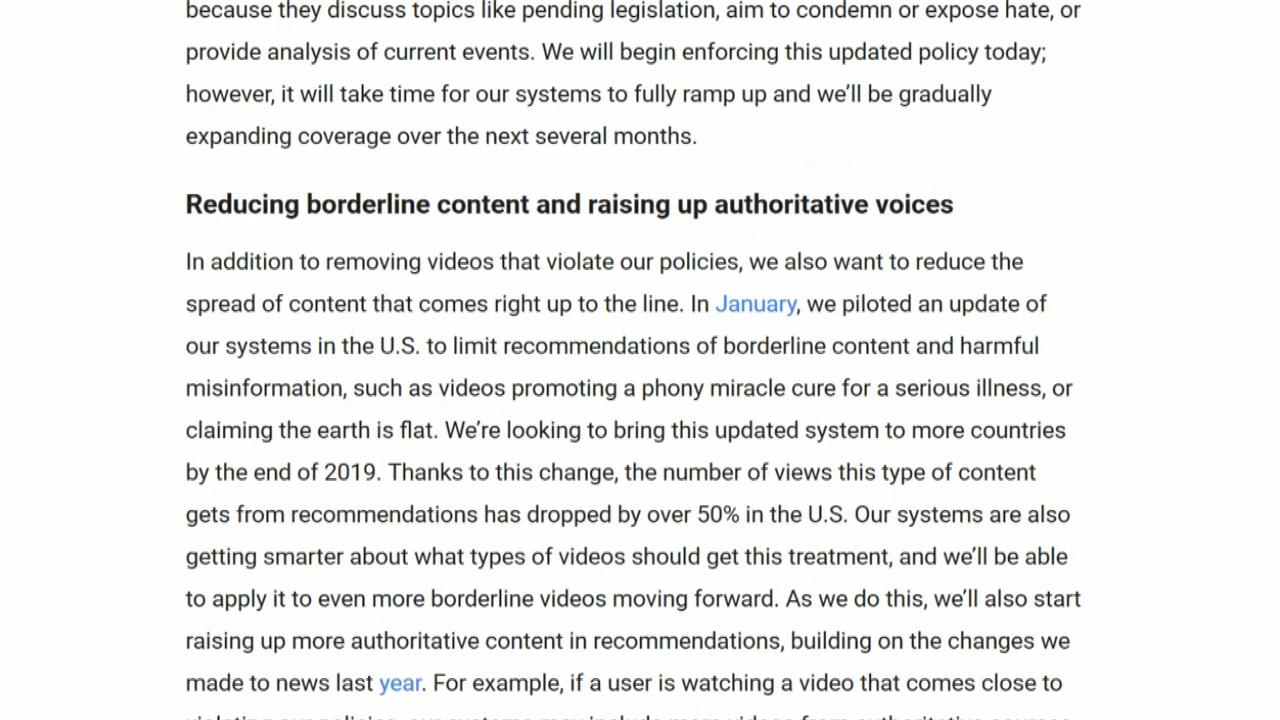 because they discuss topics like pending legislation, aim to condemn or expose hate, or
provide analysis of current events. We will begin enforcing this updated policy today;
however, it will take time for our systems to fully ramp up and we’ll be gradually
expanding coverage over the next several months.
Reducing borderline content and raising up authoritative voices
In addition to removing videos that violate our policies, we also want to reduce the
spread of content that comes right up to the line. In January, we piloted an update of
our systems in the U.S. to limit recommendations of borderline content and harmful
misinformation, such as videos promoting a phony miracle cure for a serious illness, or
claiming the earth is flat. We’re looking to bring this updated system to more countries
by the end of 2019. Thanks to this change, the number of views this type of content
gets from recommendations has dropped by over 50% in the U.S. Our systems are also
getting smarter about what types of videos should get this treatment, and we’ll be able
to apply it to even more borderline videos moving forward. As we do this, we’ll also start
raising up more authoritative content in recommendations, building on the changes we
made to news last year. For example, if a user is watching a video that comes close to